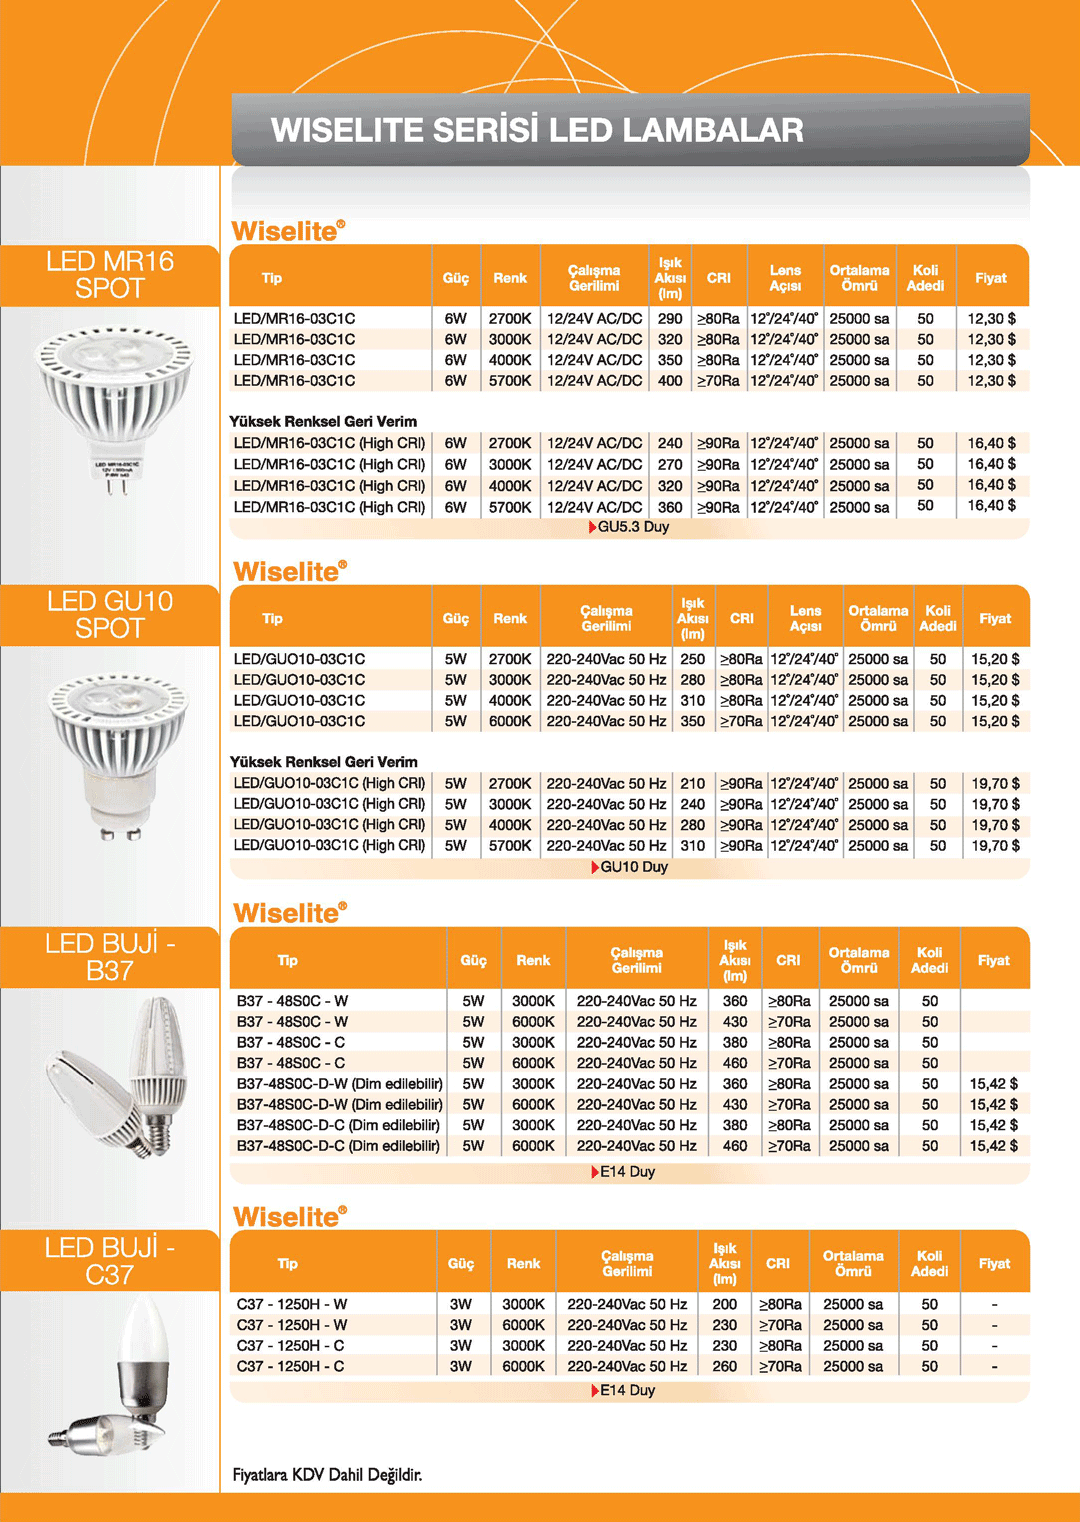 WISELITE SERİSİ LED LAMBALAR
Wiselite®
LED MR16
SPOT
Tip Güç Renk Çalışma Gerilimi Işık Akısı (lm) CRI Lens Açısı Ortalama Ömrü Koli Adedi Fiyat
LED/MR16-03C1C 6W 2700K 12/24V AC/DC 290 ≥80Ra 12°/24°/40° 25000 sa 50 12,30 $
LED/MR16-03C1C 6W 3000K 12/24V AC/DC 320 ≥80Ra 12°/24°/40° 25000 sa 50 12,30 $
LED/MR16-03C1C 6W 4000K 12/24V AC/DC 350 ≥80Ra 12°/24°/40° 25000 sa 50 12,30 $
LED/MR16-03C1C 6W 5700K 12/24V AC/DC 400 ≥70Ra 12°/24°/40° 25000 sa 50 12,30 $
Yüksek Renksel Geri Verim
LED/MR16-03C1C (High CRI) 6W 2700K 12/24V AC/DC 240 ≥90Ra 12°/24°/40° 25000 sa 50 16,40 $
LED/MR16-03C1C (High CRI) 6W 3000K 12/24V AC/DC 270 ≥90Ra 12°/24°/40° 25000 sa 50 16,40 $
LED/MR16-03C1C (High CRI) 6W 4000K 12/24V AC/DC 320 ≥90Ra 12°/24°/40° 25000 sa 50 16,40 $
LED/MR16-03C1C (High CRI) 6W 5700K 12/24V AC/DC 360 ≥90Ra 12°/24°/40° 25000 sa 50 16,40 $
GU5.3 Duy
LED MR16-03C1C
Wiselite®
LED GU10
SPOT
Tip Güç Renk Çalışma Gerilimi Işık Akısı (lm) CRI Lens Açısı Ortalama Ömrü Koli Adedi Fiyat
LED/GUO10-03C1C 5W 2700K 220-240Vac 50 Hz 250 ≥80Ra 12°/24°/40° 25000 sa 50 15,20 $
LED/GUO10-03C1C 5W 3000K 220-240Vac 50 Hz 280 ≥80Ra 12°/24°/40° 25000 sa 50 15,20 $
LED/GUO10-03C1C 5W 4000K 220-240Vac 50 Hz 310 ≥80Ra 12°/24°/40° 25000 sa 50 15,20 $
LED/GUO10-03C1C 5W 6000K 220-240Vac 50 Hz 350 ≥70Ra 12°/24°/40° 25000 sa 50 15,20 $
Yüksek Renksel Geri Verim
LED/GUO10-03C1C (High CRI) 5W 2700K 220-240Vac 50 Hz 210 ≥90Ra 12°/24°/40° 25000 sa 50 19,70 $
LED/GUO10-03C1C (High CRI) 5W 3000K 220-240Vac 50 Hz 240 ≥90Ra 12°/24°/40° 25000 sa 50 19,70 $
LED/GUO10-03C1C (High CRI) 5W 4000K 220-240Vac 50 Hz 280 ≥90Ra 12°/24°/40° 25000 sa 50 19,70 $
LED/GUO10-03C1C (High CRI) 5W 5700K 220-240Vac 50 Hz 310 ≥90Ra 12°/24°/40° 25000 sa 50 19,70 $
GU10 Duy
Wiselite®
LED BUJİ -
B37
Tip Güç Renk Çalışma Gerilimi Işık Akısı (lm) CRI Ortalama Ömrü Koli Adedi Fiyat
B37 - 48S0C - W 5W 3000K 220-240Vac 50 Hz 360 ≥80Ra 25000 sa 50
B37 - 48S0C - W 5W 6000K 220-240Vac 50 Hz 430 ≥70Ra 25000 sa 50
B37 - 48S0C - C 5W 3000K 220-240Vac 50 Hz 380 ≥80Ra 25000 sa 50
B37 - 48S0C - C 5W 6000K 220-240Vac 50 Hz 460 ≥70Ra 25000 sa 50
B37-48S0C-D-W (Dim edilebilir) 5W 3000K 220-240Vac 50 Hz 360 ≥80Ra 25000 sa 50 15,42 $
B37-48S0C-D-W (Dim edilebilir) 5W 6000K 220-240Vac 50 Hz 430 ≥70Ra 25000 sa 50 15,42 $
B37-48S0C-D-C (Dim edilebilir) 5W 3000K 220-240Vac 50 Hz 380 ≥80Ra 25000 sa 50 15,42 $
B37-48S0C-D-C (Dim edilebilir) 5W 6000K 220-240Vac 50 Hz 460 ≥70Ra 25000 sa 50 15,42 $
E14 Duy
Wiselite®
LED BUJİ -
C37
Tip Güç Renk Çalışma Gerilimi Işık Akısı (lm) CRI Ortalama Ömrü Koli Adedi Fiyat
C37 - 1250H - W 3W 3000K 220-240Vac 50 Hz 200 ≥80Ra 25000 sa 50 -
C37 - 1250H - W 3W 6000K 220-240Vac 50 Hz 230 ≥70Ra 25000 sa 50 -
C37 - 1250H - C 3W 3000K 220-240Vac 50 Hz 230 ≥80Ra 25000 sa 50 -
C37 - 1250H - C 3W 6000K 220-240Vac 50 Hz 260 ≥70Ra 25000 sa 50 -
E14 Duy
Fiyatlara KDV Dahil Değildir.